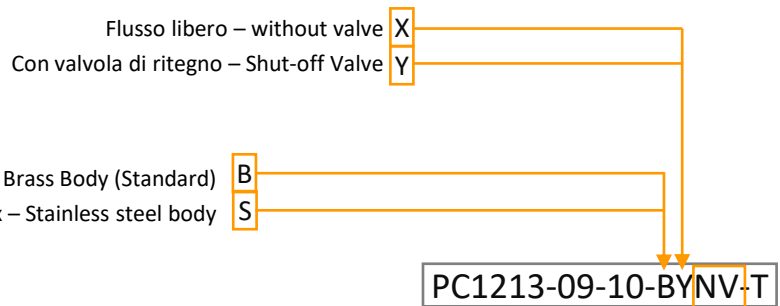 Flusso libero – without valve X
Con valvola di ritegno – Shut-off Valve Y
Brass Body (Standard) B
x – Stainless steel body S
PC1213-09-10-BYNV-T